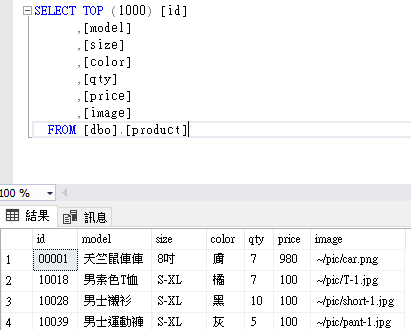 SELECT TOP (1000) [id]
,[model]
,[size]
,[color]
,[qty]
,[price]
,[image]
FROM [dbo].[product]
100 %
結果 訊息
id model size color qty price image
1 00001 天竺鼠車車 8吋 膚 7 980 ~/pic/car.png
2 10018 男素色T恤 S-XL 橘 7 100 ~/pic/T-1.jpg
3 10028 男士襯衫 S-XL 黑 10 100 ~/pic/short-1.jpg
4 10039 男士運動褲 S-XL 灰 5 100 ~/pic/pant-1.jpg